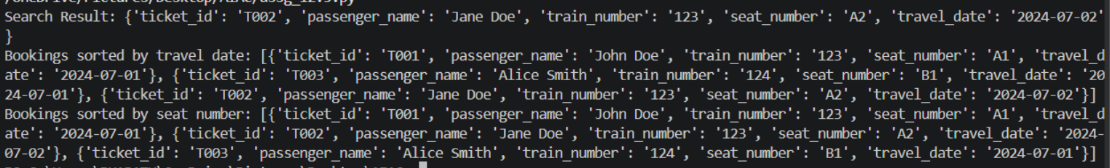 Search Result: {'ticket_id': 'T002', 'passenger_name': 'Jane Doe', 'train_number': '123', 'seat_number': 'A2', 'travel_date': '2024-07-02'
}
Bookings sorted by travel date: [{'ticket_id': 'T001', 'passenger_name': 'John Doe', 'train_number': '123', 'seat_number': 'A1', 'travel_d
ate': '2024-07-01'}, {'ticket_id': 'T003', 'passenger_name': 'Alice Smith', 'train_number': '124', 'seat_number': 'B1', 'travel_date': '20
24-07-01'}, {'ticket_id': 'T002', 'passenger_name': 'Jane Doe', 'train_number': '123', 'seat_number': 'A2', 'travel_date': '2024-07-02'}]
Bookings sorted by seat number: [{'ticket_id': 'T001', 'passenger_name': 'John Doe', 'train_number': '123', 'seat_number': 'A1', 'travel_d
ate': '2024-07-01'}, {'ticket_id': 'T002', 'passenger_name': 'Jane Doe', 'train_number': '123', 'seat_number': 'A2', 'travel_date': '2024-
07-02'}, {'ticket_id': 'T003', 'passenger_name': 'Alice Smith', 'train_number': '124', 'seat_number': 'B1', 'travel_date': '2024-07-01'}]